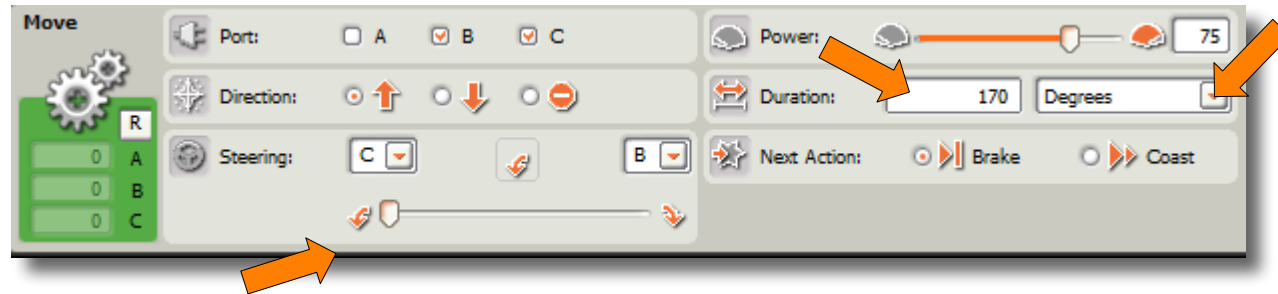 Move
Port: A B C
Power: 75
Direction:
Duration: 170 Degrees
R
Steering: C B
Next Action: Brake Coast
0 A
0 B
0 C